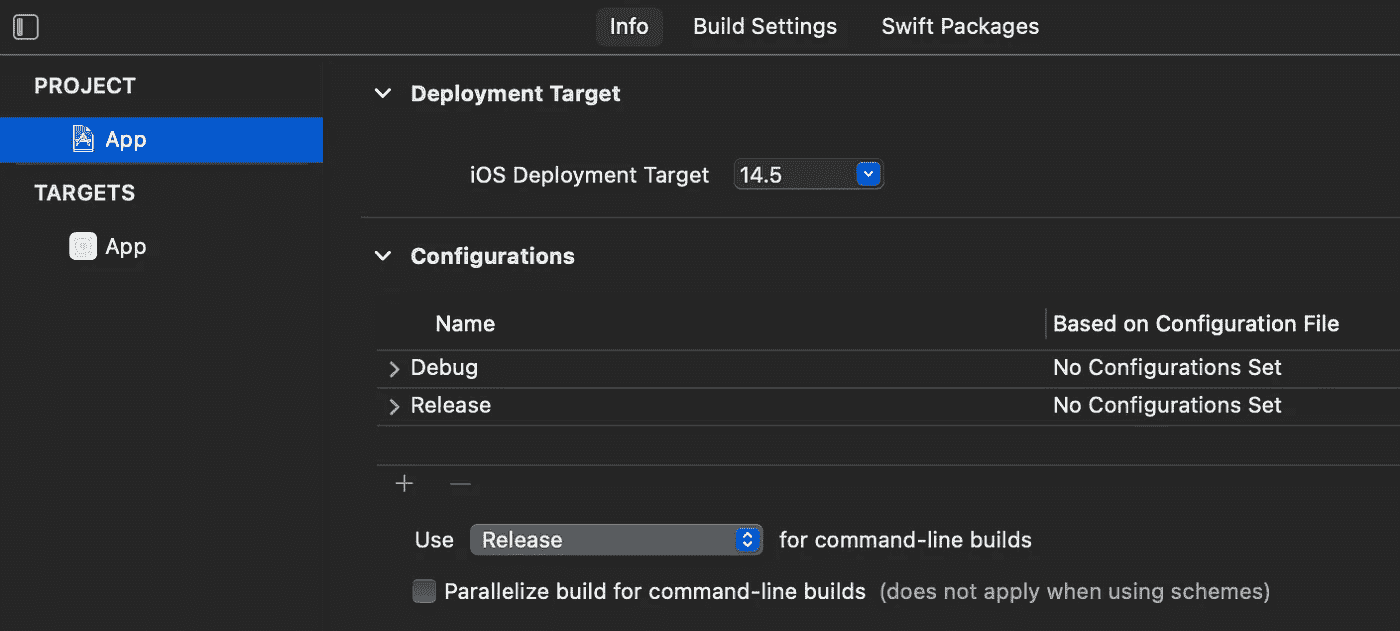 Info Build Settings Swift Packages
PROJECT
App
TARGETS
App
Deployment Target
iOS Deployment Target 14.5
Configurations
Name Based on Configuration File
Debug No Configurations Set
Release No Configurations Set
Use Release for command-line builds
Parallelize build for command-line builds (does not apply when using schemes)